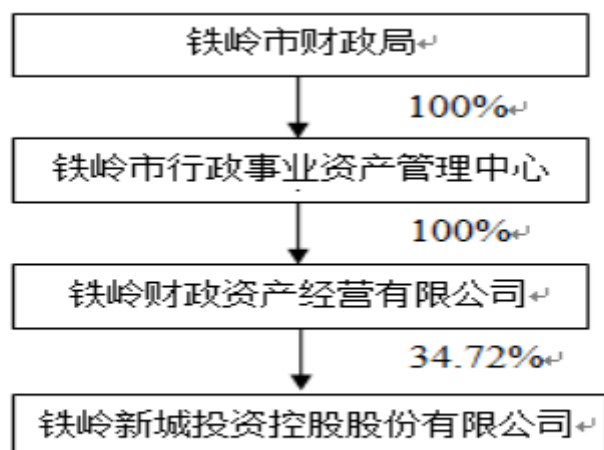 铁岭市财政局
100%
铁岭市行政事业资产管理中心
100%
铁岭财政资产经营有限公司
34.72%
铁岭新城投资控股股份有限公司